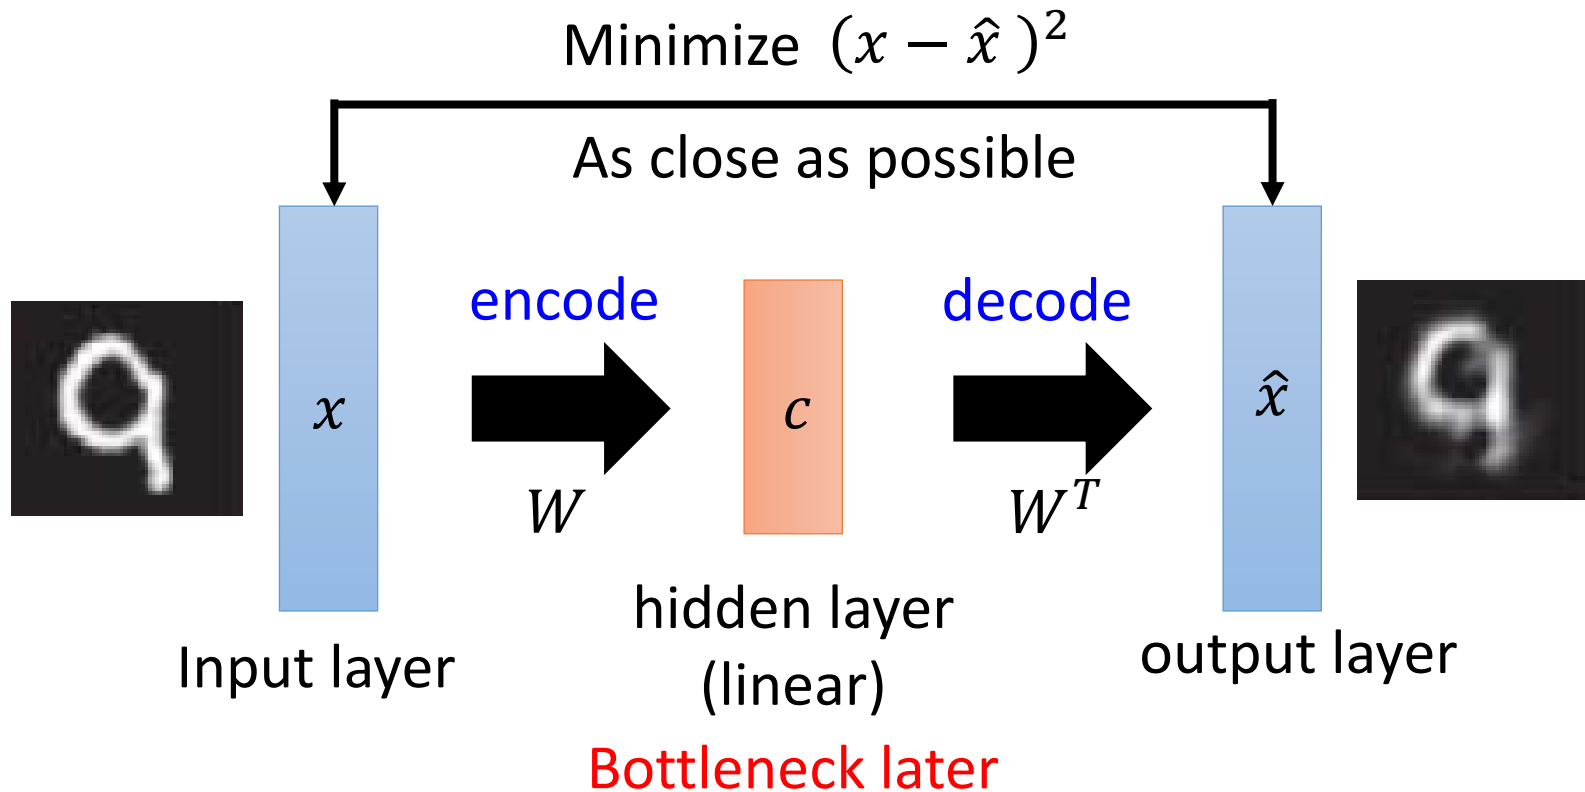 Minimize (x − x̂ )²
As close as possible
encode
decode
x
c
x̂
W
Wᵀ
Input layer
hidden layer
(linear)
output layer
Bottleneck later